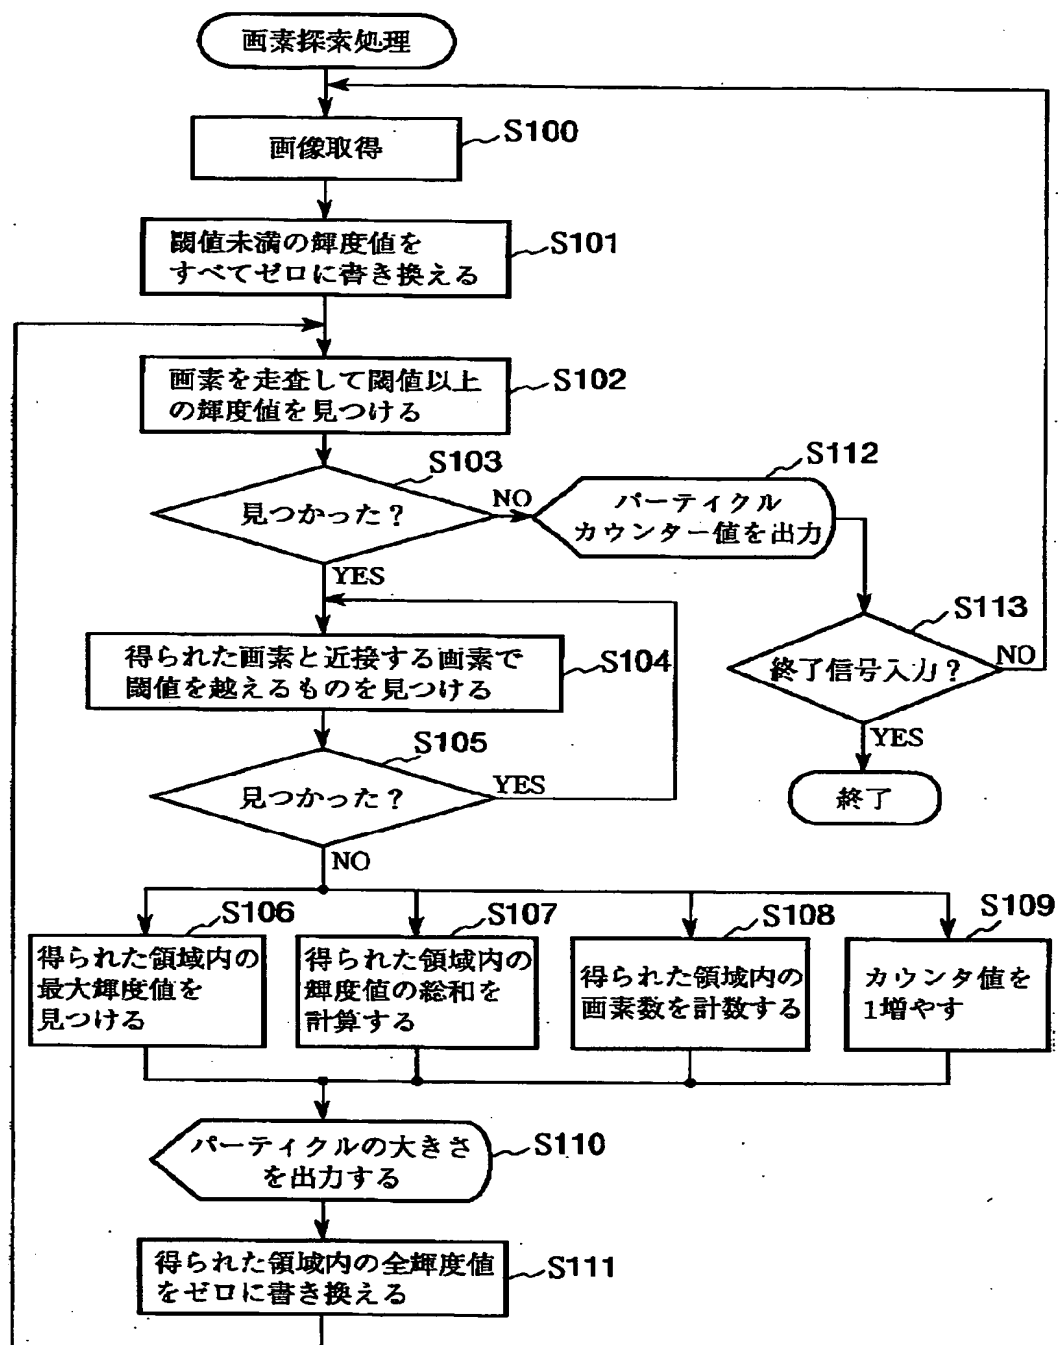 画素探索処理
画像取得
S100
閾値未満の輝度値を
すべてゼロに書き換える
S101
画素を走査して閾値以上
の輝度値を見つける
S102
見つかった？
S103
NO
YES
パーティクル
カウンター値を出力
S112
終了信号入力？
S113
NO
YES
終了
得られた画素と近接する画素で
閾値を越えるものを見つける
S104
見つかった？
S105
YES
NO
得られた領域内の
最大輝度値を
見つける
S106
得られた領域内の
輝度値の総和を
計算する
S107
得られた領域内の
画素数を計数する
S108
カウンタ値を
1増やす
S109
パーティクルの大きさ
を出力する
S110
得られた領域内の全輝度値
をゼロに書き換える
S111